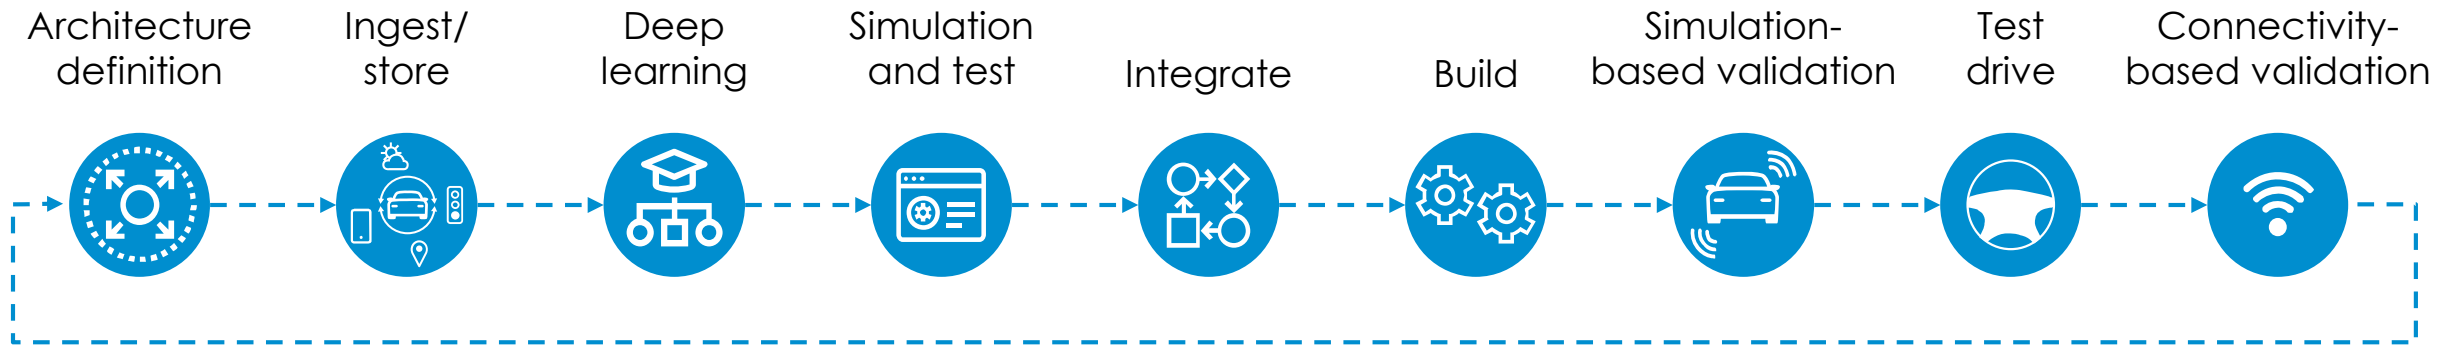 Architecture
definition
Ingest/
store
Deep
learning
Simulation
and test
Integrate
Build
Simulation-
based validation
Test
drive
Connectivity-
based validation